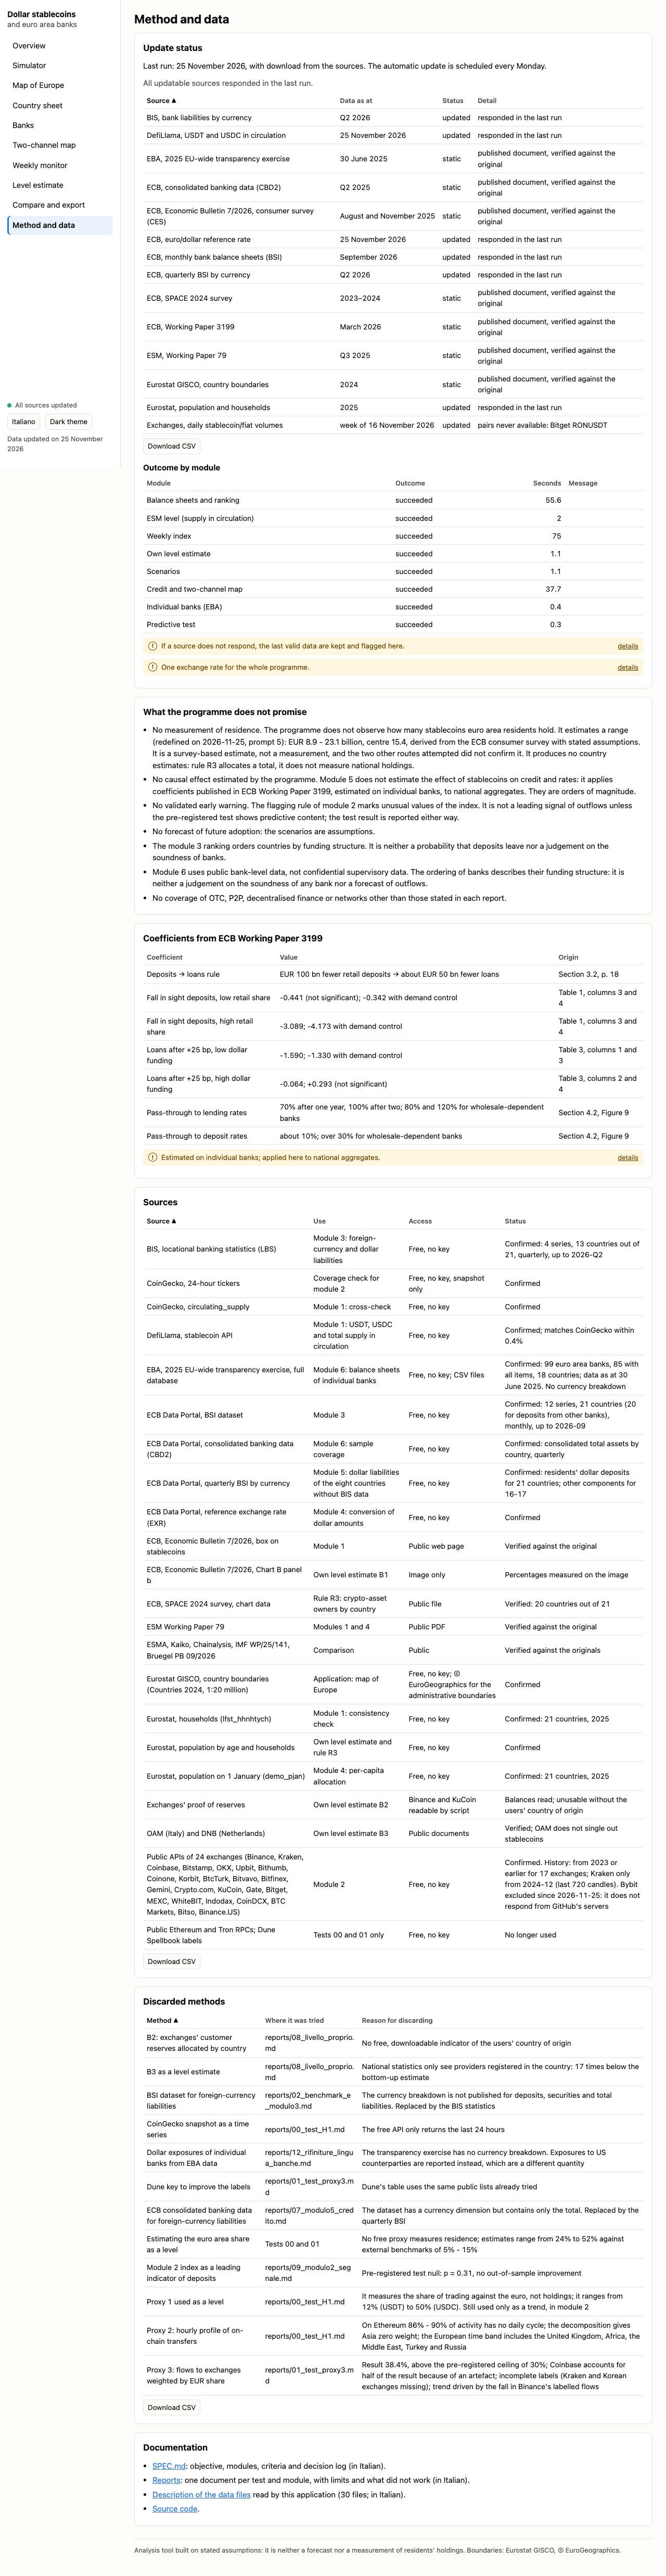 Dollar stablecoins
and euro area banks
Overview
Simulator
Map of Europe
Country sheet
Banks
Two-channel map
Weekly monitor
Level estimate
Compare and export
Method and data
All sources updated
Italiano
Dark theme
Data updated on 25 November
2026
Method and data
Update status
Last run: 25 November 2026, with download from the sources. The automatic update is scheduled every Monday.
All updatable sources responded in the last run.
Source ▲ Data as at Status Detail
BIS, bank liabilities by currency Q2 2026 updated responded in the last run
DefiLlama, USDT and USDC in circulation 25 November 2026 updated responded in the last run
EBA, 2025 EU-wide transparency exercise 30 June 2025 static published document, verified against the
original
ECB, consolidated banking data (CBD2) Q2 2025 static published document, verified against the
original
ECB, Economic Bulletin 7/2026, consumer survey
(CES) August and November 2025 static published document, verified against the
original
ECB, euro/dollar reference rate 25 November 2026 updated responded in the last run
ECB, monthly bank balance sheets (BSI) September 2026 updated responded in the last run
ECB, quarterly BSI by currency Q2 2026 updated responded in the last run
ECB, SPACE 2024 survey 2023–2024 static published document, verified against the
original
ECB, Working Paper 3199 March 2026 static published document, verified against the
original
ESM, Working Paper 79 Q3 2025 static published document, verified against the
original
Eurostat GISCO, country boundaries 2024 static published document, verified against the
original
Eurostat, population and households 2025 updated responded in the last run
Exchanges, daily stablecoin/fiat volumes week of 16 November 2026 updated pairs never available: Bitget RONUSDT
Download CSV
Outcome by module
Module Outcome Seconds Message
Balance sheets and ranking succeeded 55.6
ESM level (supply in circulation) succeeded 2
Weekly index succeeded 75
Own level estimate succeeded 1.1
Scenarios succeeded 1.1
Credit and two-channel map succeeded 37.7
Individual banks (EBA) succeeded 0.4
Predictive test succeeded 0.3
If a source does not respond, the last valid data are kept and flagged here. details
One exchange rate for the whole programme. details
What the programme does not promise
• No measurement of residence. The programme does not observe how many stablecoins euro area residents hold. It estimates a range
(redefined on 2026-11-25, prompt 5): EUR 8.9 - 23.1 billion, centre 15.4, derived from the ECB consumer survey with stated assumptions.
It is a survey-based estimate, not a measurement, and the two other routes attempted did not confirm it. It produces no country
estimates: rule R3 allocates a total, it does not measure national holdings.
• No causal effect estimated by the programme. Module 5 does not estimate the effect of stablecoins on credit and rates: it applies
coefficients published in ECB Working Paper 3199, estimated on individual banks, to national aggregates. They are orders of magnitude.
• No validated early warning. The flagging rule of module 2 marks unusual values of the index. It is not a leading signal of outflows unless
the pre-registered test shows predictive content; the test result is reported either way.
• No forecast of future adoption: the scenarios are assumptions.
• The module 3 ranking orders countries by funding structure. It is neither a probability that deposits leave nor a judgement on the
soundness of banks.
• Module 6 uses public bank-level data, not confidential supervisory data. The ordering of banks describes their funding structure: it is
neither a judgement on the soundness of any bank nor a forecast of outflows.
• No coverage of OTC, P2P, decentralised finance or networks other than those stated in each report.
Coefficients from ECB Working Paper 3199
Coefficient Value Origin
Deposits → loans rule EUR 100 bn fewer retail deposits → about EUR 50 bn fewer loans Section 3.2, p. 18
Fall in sight deposits, low retail share -0.441 (not significant); -0.342 with demand control Table 1, columns 3 and
4
Fall in sight deposits, high retail
share -3.089; -4.173 with demand control Table 1, columns 3 and
4
Loans after +25 bp, low dollar
funding -1.590; -1.330 with demand control Table 3, columns 1 and
3
Loans after +25 bp, high dollar
funding -0.064; +0.293 (not significant) Table 3, columns 2 and
4
Pass-through to lending rates 70% after one year, 100% after two; 80% and 120% for wholesale-dependent
banks Section 4.2, Figure 9
Pass-through to deposit rates about 10%; over 30% for wholesale-dependent banks Section 4.2, Figure 9
Estimated on individual banks; applied here to national aggregates. details
Sources
Source ▲ Use Access Status
BIS, locational banking statistics (LBS) Module 3: foreign-
currency and dollar
liabilities Free, no key Confirmed: 4 series, 13 countries out of
21, quarterly, up to 2026-Q2
CoinGecko, 24-hour tickers Coverage check for
module 2 Free, no key, snapshot
only Confirmed
CoinGecko, circulating_supply Module 1: cross-check Free, no key Confirmed
DefiLlama, stablecoin API Module 1: USDT, USDC
and total supply in
circulation Free, no key Confirmed; matches CoinGecko within
0.4%
EBA, 2025 EU-wide transparency exercise, full
database Module 6: balance sheets
of individual banks Free, no key; CSV files Confirmed: 99 euro area banks, 85 with
all items, 18 countries; data as at 30
June 2025. No currency breakdown
ECB Data Portal, BSI dataset Module 3 Free, no key Confirmed: 12 series, 21 countries (20
for deposits from other banks),
monthly, up to 2026-09
ECB Data Portal, consolidated banking data
(CBD2) Module 6: sample
coverage Free, no key Confirmed: consolidated total assets by
country, quarterly
ECB Data Portal, quarterly BSI by currency Module 5: dollar liabilities
of the eight countries
without BIS data Free, no key Confirmed: residents' dollar deposits
for 21 countries; other components for
16-17
ECB Data Portal, reference exchange rate
(EXR) Module 4: conversion of
dollar amounts Free, no key Confirmed
ECB, Economic Bulletin 7/2026, box on
stablecoins Module 1 Public web page Verified against the original
ECB, Economic Bulletin 7/2026, Chart B panel
b Own level estimate B1 Image only Percentages measured on the image
ECB, SPACE 2024 survey, chart data Rule R3: crypto-asset
owners by country Public file Verified: 20 countries out of 21
ESM Working Paper 79 Modules 1 and 4 Public PDF Verified against the original
ESMA, Kaiko, Chainalysis, IMF WP/25/141,
Bruegel PB 09/2026 Comparison Public Verified against the originals
Eurostat GISCO, country boundaries
(Countries 2024, 1:20 million) Application: map of
Europe Free, no key; ©
EuroGeographics for the
administrative boundaries Confirmed
Eurostat, households (lfst_hhnhtych) Module 1: consistency
check Free, no key Confirmed: 21 countries, 2025
Eurostat, population by age and households Own level estimate and
rule R3 Free, no key Confirmed
Eurostat, population on 1 January (demo_pjan) Module 4: per-capita
allocation Free, no key Confirmed: 21 countries, 2025
Exchanges' proof of reserves Own level estimate B2 Binance and KuCoin
readable by script Balances read; unusable without the
users' country of origin
OAM (Italy) and DNB (Netherlands) Own level estimate B3 Public documents Verified; OAM does not single out
stablecoins
Public APIs of 24 exchanges (Binance, Kraken,
Coinbase, Bitstamp, OKX, Upbit, Bithumb,
Coinone, Korbit, BtcTurk, Bitvavo, Bitfinex,
Gemini, Crypto.com, KuCoin, Gate, Bitget,
MEXC, WhiteBIT, Indodax, CoinDCX, BTC
Markets, Bitso, Binance.US) Module 2 Free, no key Confirmed. History: from 2023 or
earlier for 17 exchanges; Kraken only
from 2024-12 (last 720 candles). Bybit
excluded since 2026-11-25: it does not
respond from GitHub's servers
Public Ethereum and Tron RPCs; Dune
Spellbook labels Tests 00 and 01 only Free, no key No longer used
Download CSV
Discarded methods
Method ▲ Where it was tried Reason for discarding
B2: exchanges' customer
reserves allocated by country reports/08_livello_proprio.
md No free, downloadable indicator of the users' country of origin
B3 as a level estimate reports/08_livello_proprio.
md National statistics only see providers registered in the country: 17 times below the
bottom-up estimate
BSI dataset for foreign-currency
liabilities reports/02_benchmark_e
_modulo3.md The currency breakdown is not published for deposits, securities and total
liabilities. Replaced by the BIS statistics
CoinGecko snapshot as a time
series reports/00_test_H1.md The free API only returns the last 24 hours
Dollar exposures of individual
banks from EBA data reports/12_rifiniture_lingu
a_banche.md The transparency exercise has no currency breakdown. Exposures to US
counterparties are reported instead, which are a different quantity
Dune key to improve the labels reports/01_test_proxy3.m
d Dune's table uses the same public lists already tried
ECB consolidated banking data
for foreign-currency liabilities reports/07_modulo5_cred
ito.md The dataset has a currency dimension but contains only the total. Replaced by the
quarterly BSI
Estimating the euro area share
as a level Tests 00 and 01 No free proxy measures residence; estimates range from 24% to 52% against
external benchmarks of 5% - 15%
Module 2 index as a leading
indicator of deposits reports/09_modulo2_seg
nale.md Pre-registered test null: p = 0.31, no out-of-sample improvement
Proxy 1 used as a level reports/00_test_H1.md It measures the share of trading against the euro, not holdings; it ranges from
12% (USDT) to 50% (USDC). Still used only as a trend, in module 2
Proxy 2: hourly profile of on-
chain transfers reports/00_test_H1.md On Ethereum 86% - 90% of activity has no daily cycle; the decomposition gives
Asia zero weight; the European time band includes the United Kingdom, Africa, the
Middle East, Turkey and Russia
Proxy 3: flows to exchanges
weighted by EUR share reports/01_test_proxy3.m
d Result 38.4%, above the pre-registered ceiling of 30%; Coinbase accounts for
half of the result because of an artefact; incomplete labels (Kraken and Korean
exchanges missing); trend driven by the fall in Binance's labelled flows
Download CSV
Documentation
• SPEC.md: objective, modules, criteria and decision log (in Italian).
• Reports: one document per test and module, with limits and what did not work (in Italian).
• Description of the data files read by this application (30 files; in Italian).
• Source code.
Analysis tool built on stated assumptions: it is neither a forecast nor a measurement of residents' holdings. Boundaries: Eurostat GISCO, © EuroGeographics.